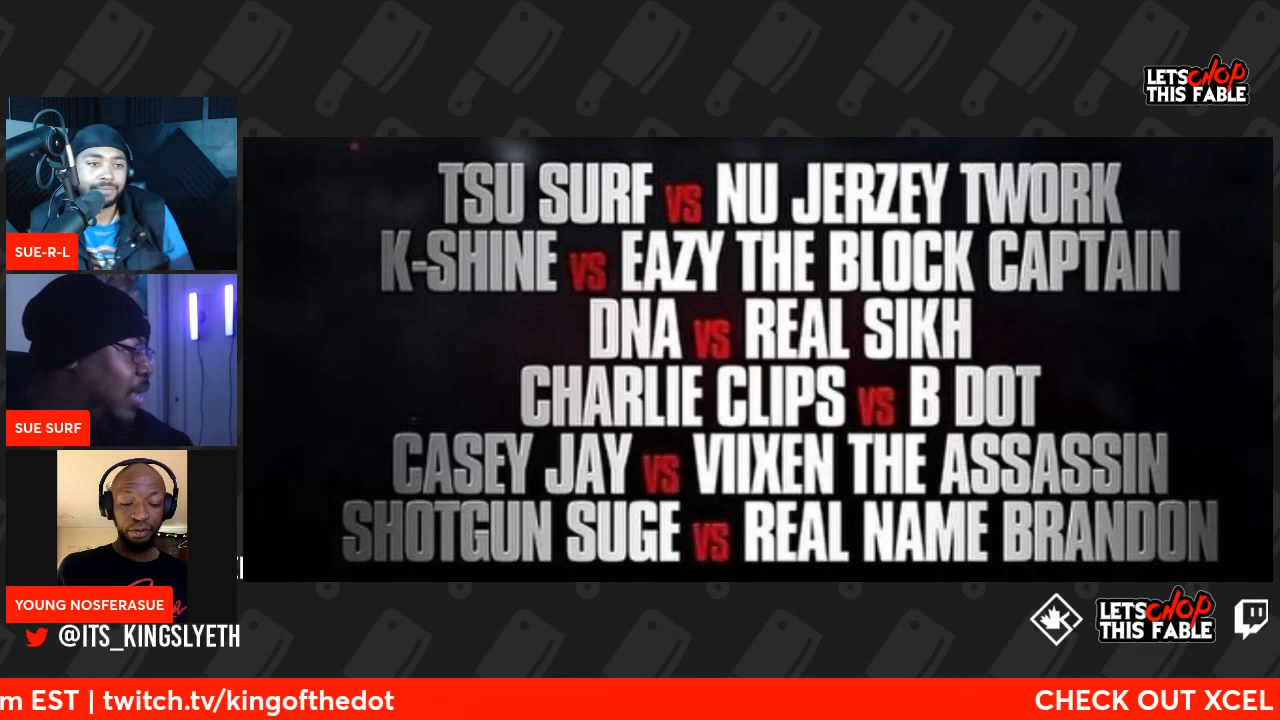 LETS CHOP
THIS FABLE
SUE-R-L
SUE SURF
YOUNG NOSFERASUE
@ITS_KINGSLYETH
TSU SURF VS NU JERZEY TWORK
K-SHINE VS EAZY THE BLOCK CAPTAIN
DNA VS REAL SIKH
CHARLIE CLIPS VS B DOT
CASEY JAY VS VIIXEN THE ASSASSIN
SHOTGUN SUGE VS REAL NAME BRANDON
LETS CHOP
THIS FABLE
m EST | twitch.tv/kingofthedot
CHECK OUT XCEL